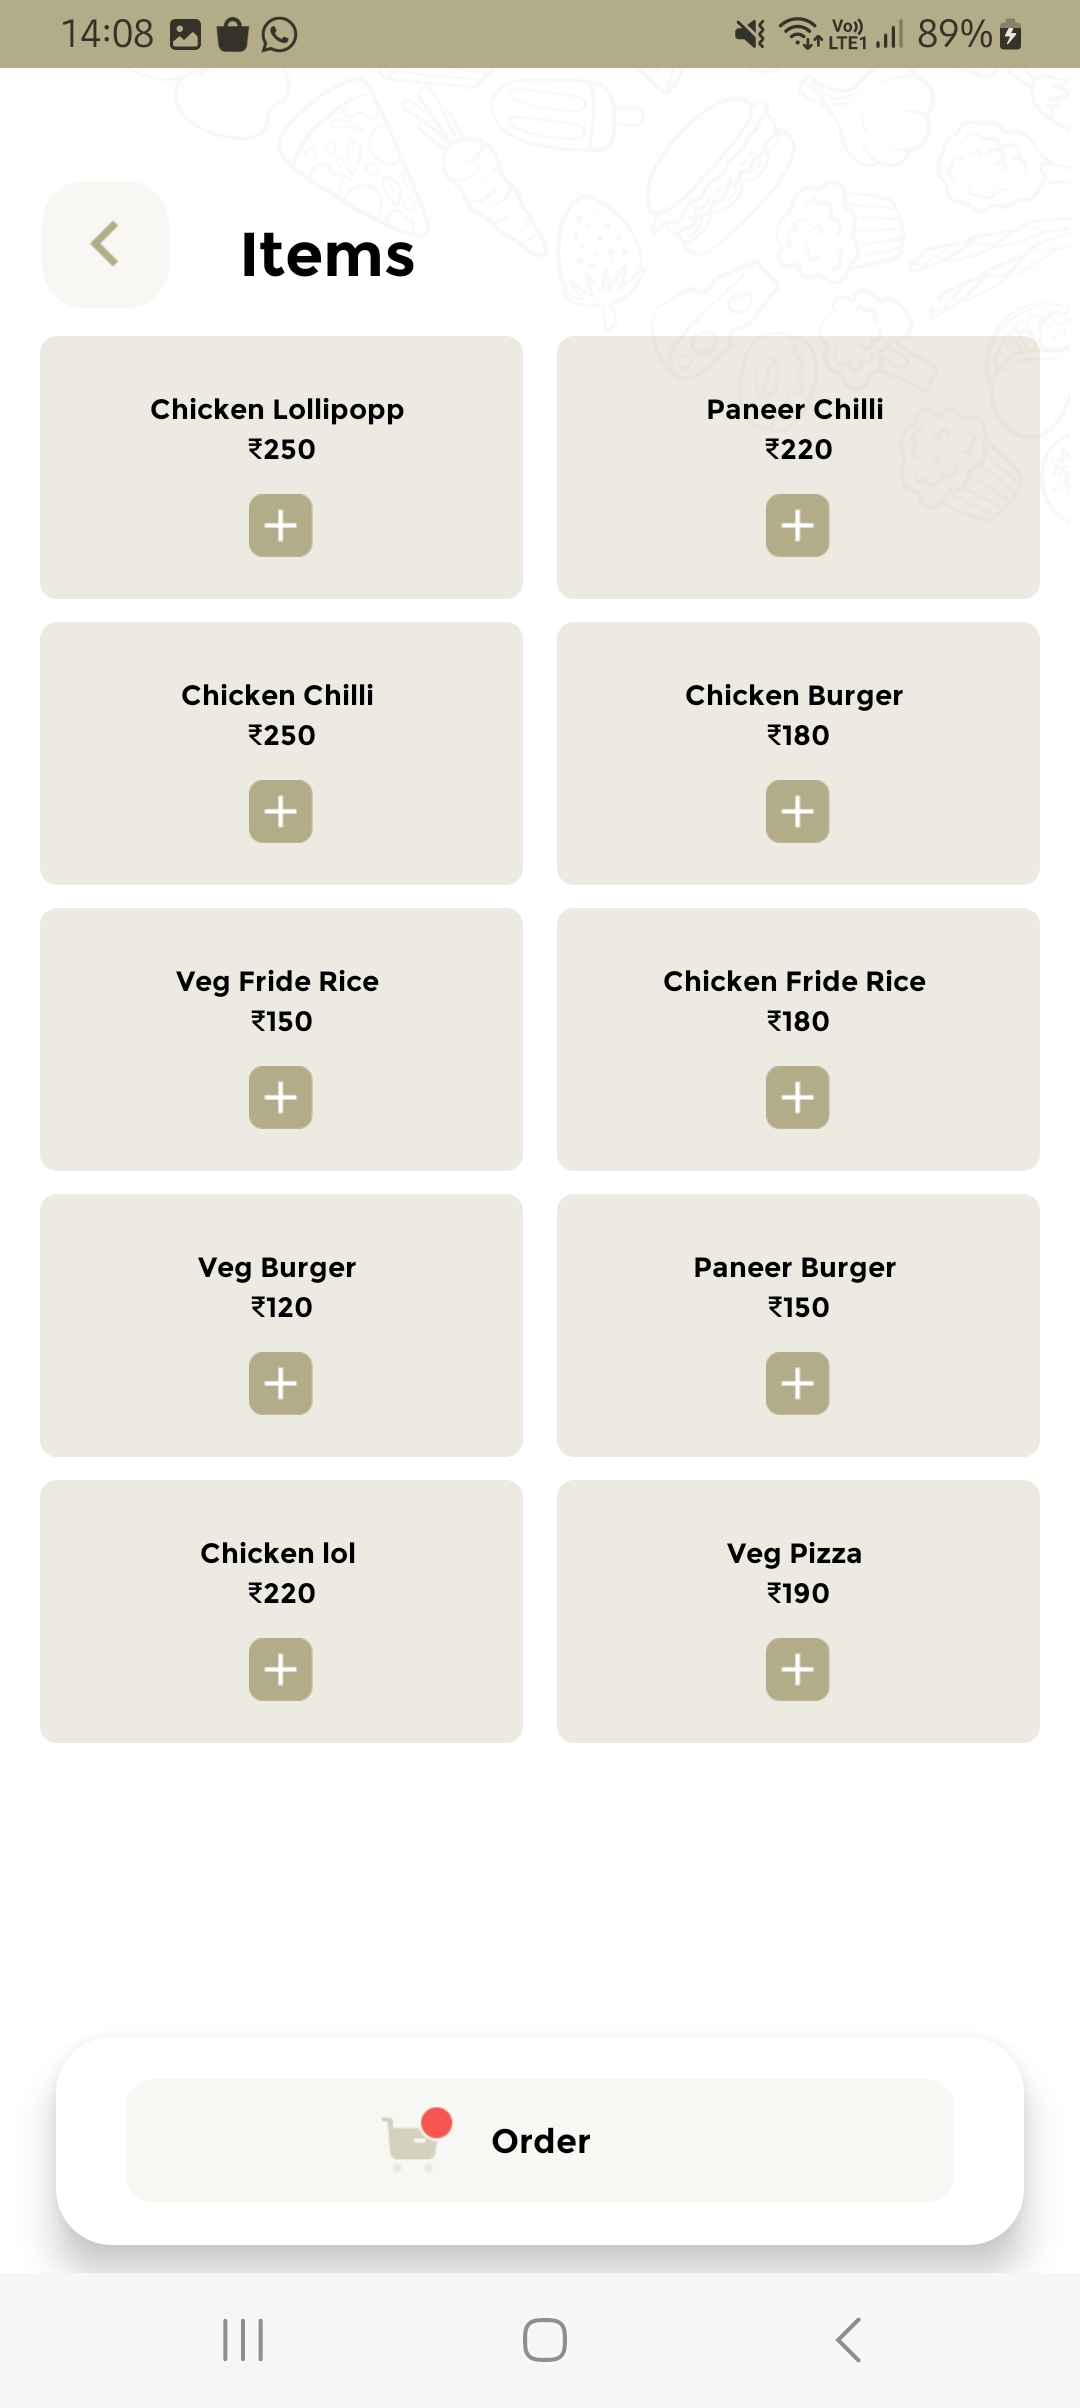 14:08
Vo))
LTE1
89%
Items
Chicken Lollipopp
₹250
Paneer Chilli
₹220
Chicken Chilli
₹250
Chicken Burger
₹180
Veg Fride Rice
₹150
Chicken Fride Rice
₹180
Veg Burger
₹120
Paneer Burger
₹150
Chicken lol
₹220
Veg Pizza
₹190
Order